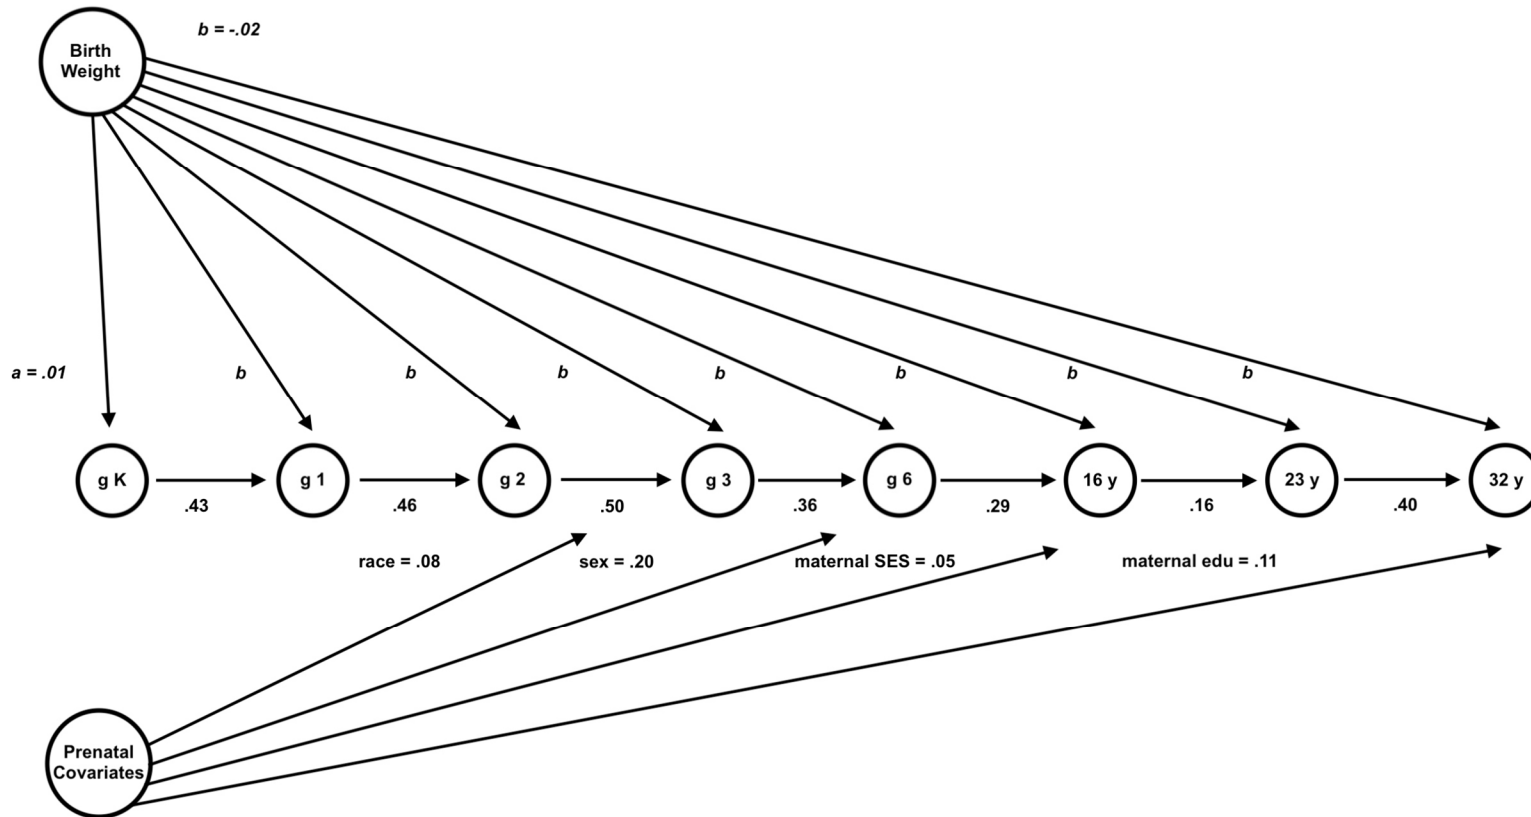 b = -.02
Birth
Weight
a = .01
b
b
b
b
b
b
b
g K
g 1
g 2
g 3
g 6
16 y
23 y
32 y
.43
.46
.50
.36
.29
.16
.40
race = .08
sex = .20
maternal SES = .05
maternal edu = .11
Prenatal
Covariates